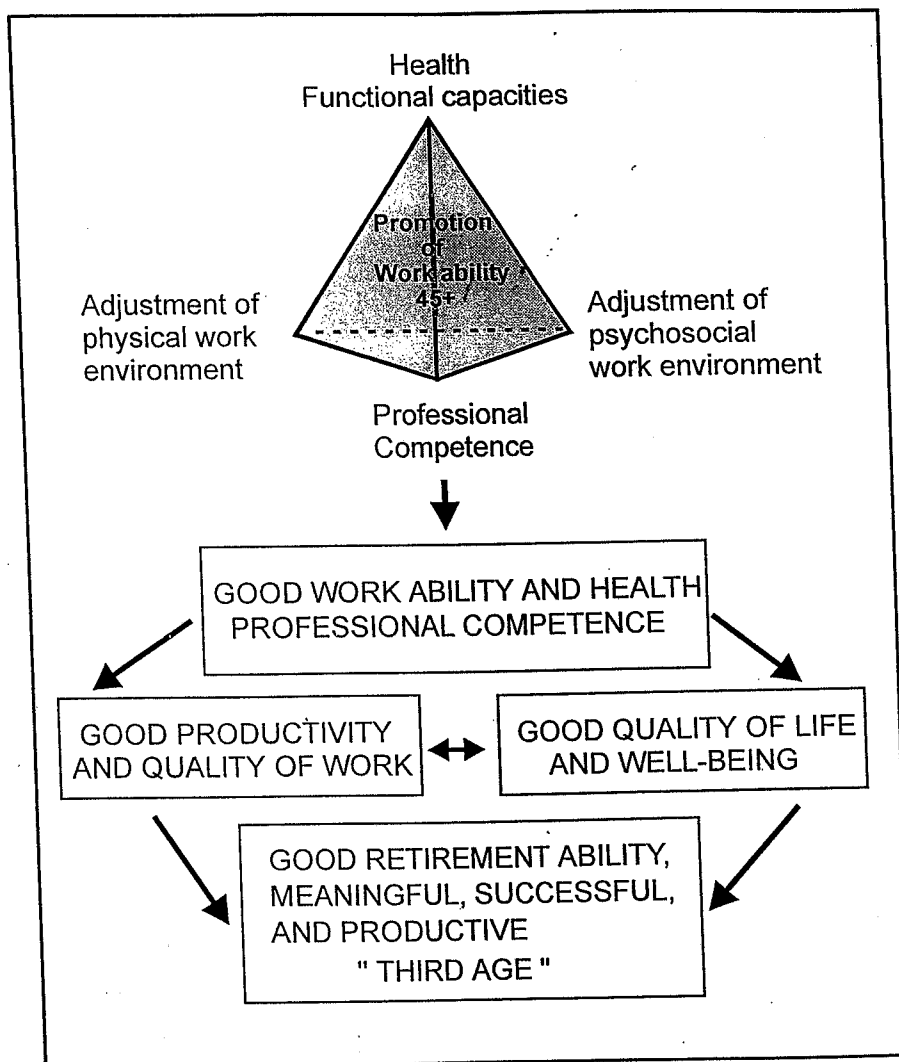 Health
Functional capacities
Promotion
of
Work ability
45+
Adjustment of
physical work
environment
Adjustment of
psychosocial
work environment
Professional
Competence
GOOD WORK ABILITY AND HEALTH
PROFESSIONAL COMPETENCE
GOOD PRODUCTIVITY
AND QUALITY OF WORK
GOOD QUALITY OF LIFE
AND WELL-BEING
GOOD RETIREMENT ABILITY,
MEANINGFUL, SUCCESSFUL,
AND PRODUCTIVE
" THIRD AGE "